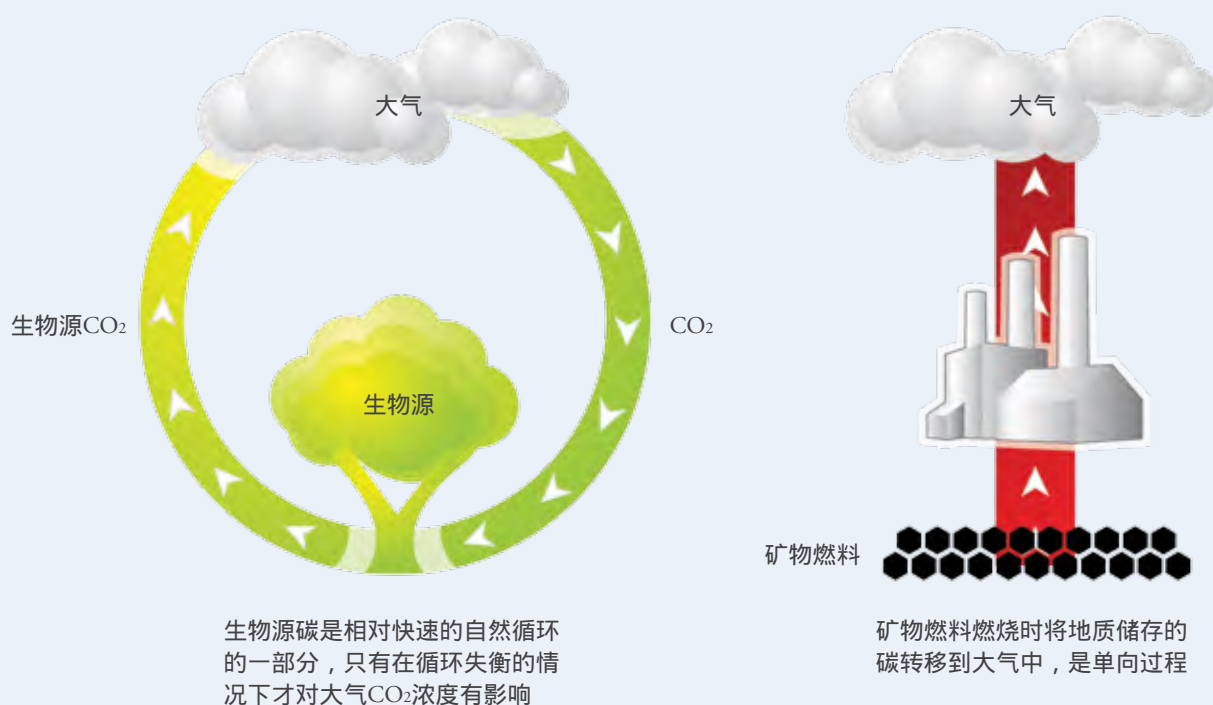 大气
生物源CO₂
CO₂
生物源
生物源碳是相对快速的自然循环
的一部分，只有在循环失衡的情
况下才对大气CO₂浓度有影响
大气
矿物燃料
矿物燃料燃烧时将地质储存的
碳转移到大气中，是单向过程